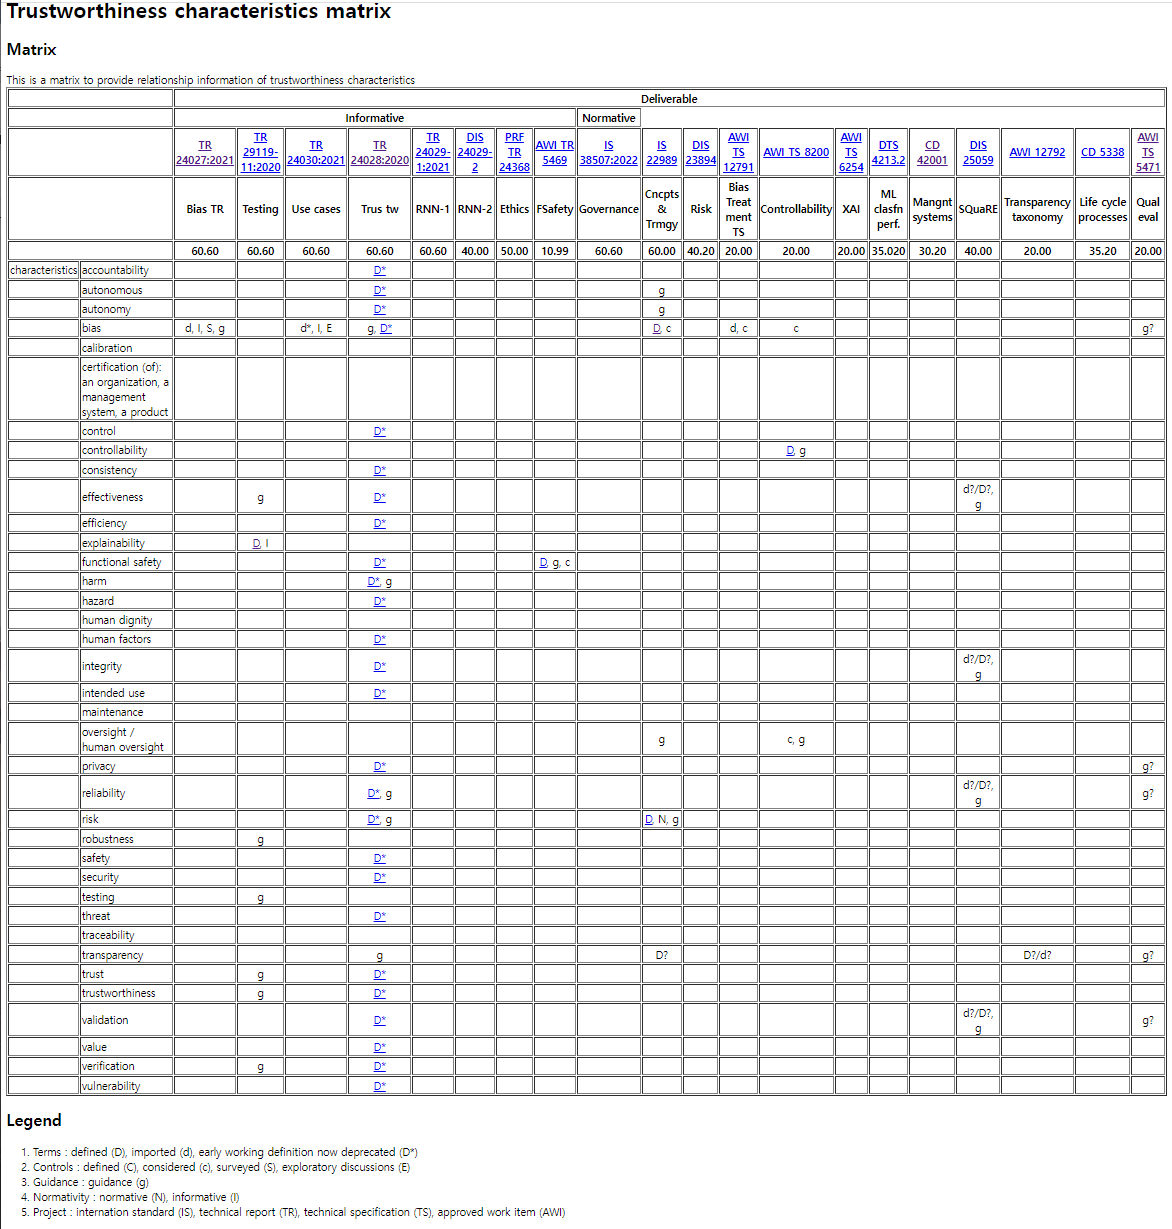 Trustworthiness characteristics matrix
Matrix
This is a matrix to provide relationship information of trustworthiness characteristics
Deliverable
Informative Normative
TR 24027:2021 TR 29119-11:2020 TR 24030:2021 TR 24028:2020 TR 24029-1:2021 DIS 24029-2 PRF TR 24368 AWI TR 5469 IS 38507:2022 IS 22989 DIS 23894 AWI TS 12791 AWI TS 8200 AWI TS 6254 DTS 4213.2 CD 42001 DIS 25059 AWI 12792 CD 5338 AWI TS 5471
Bias TR Testing Use cases Trus tw RNN-1 RNN-2 Ethics FSafety Governance Cncpts & Trmgy Risk Bias Treat ment TS Controllability XAI ML clasfn perf. Mangnt systems SQuaRE Transparency taxonomy Life cycle processes Qual eval
60.60 60.60 60.60 60.60 60.60 40.00 50.00 10.99 60.60 60.00 40.20 20.00 20.00 20.00 35.020 30.20 40.00 20.00 35.20 20.00
characteristics accountability D*
autonomous D* g
autonomy D* g
bias d, I, S, g d*, I, E g, D* D, c d, c c g?
calibration
certification (of):
an organization, a
management
system, a product
control D*
controllability D, g
consistency D*
effectiveness g D* d?/D?, g
efficiency D*
explainability D, I
functional safety D* D, g, c
harm D*, g
hazard D*
human dignity
human factors D*
integrity D* d?/D?, g
intended use D*
maintenance
oversight /
human oversight g c, g
privacy D* g?
reliability D*, g d?/D?, g g?
risk D*, g D, N, g
robustness g
safety D*
security D*
testing g
threat D*
traceability
transparency g D? D?/d? g?
trust g D*
trustworthiness g D*
validation D* d?/D?, g g?
value D*
verification g D*
vulnerability D*
Legend
1. Terms : defined (D), imported (d), early working definition now deprecated (D*)
2. Controls : defined (C), considered (c), surveyed (S), exploratory discussions (E)
3. Guidance : guidance (g)
4. Normativity : normative (N), informative (I)
5. Project : internation standard (IS), technical report (TR), technical specification (TS), approved work item (AWI)